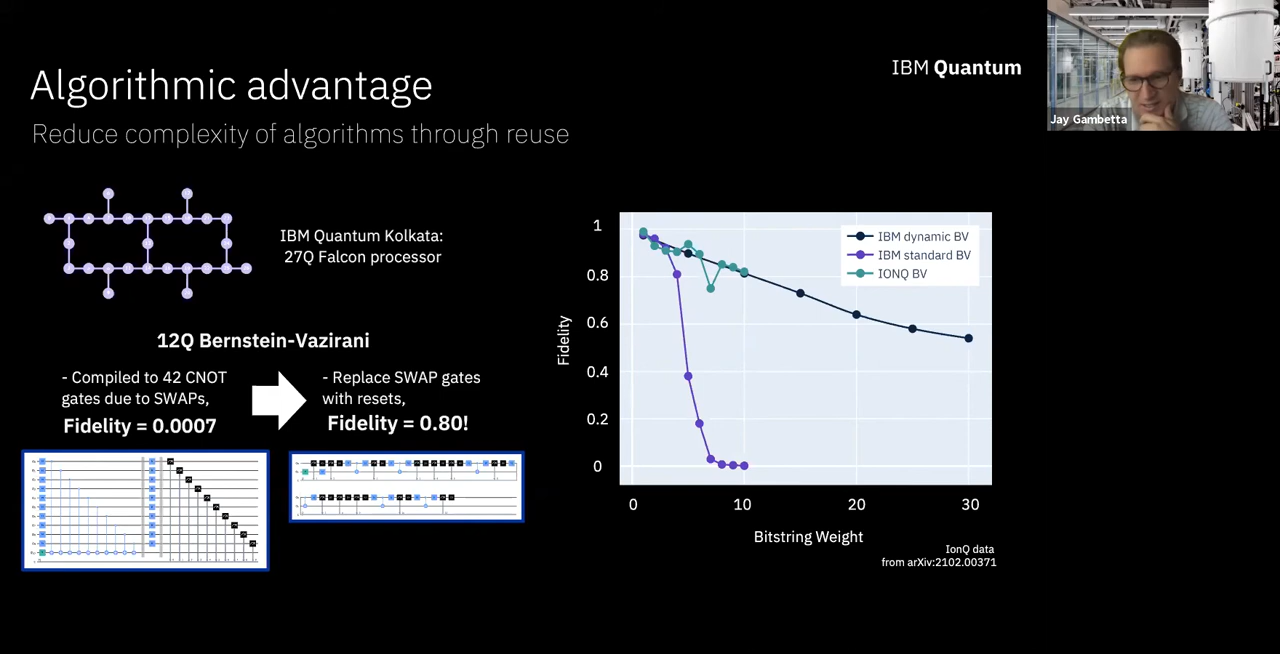 Algorithmic advantage
Reduce complexity of algorithms through reuse
IBM Quantum
Jay Gambetta
IBM Quantum Kolkata:
27Q Falcon processor
12Q Bernstein-Vazirani
- Compiled to 42 CNOT
gates due to SWAPs,
Fidelity = 0.0007
- Replace SWAP gates
with resets,
Fidelity = 0.80!
IBM dynamic BV
IBM standard BV
IONQ BV
Fidelity
1
0.8
0.6
0.4
0.2
0
0 10 20 30
Bitstring Weight
IonQ data
from arXiv:2102.00371